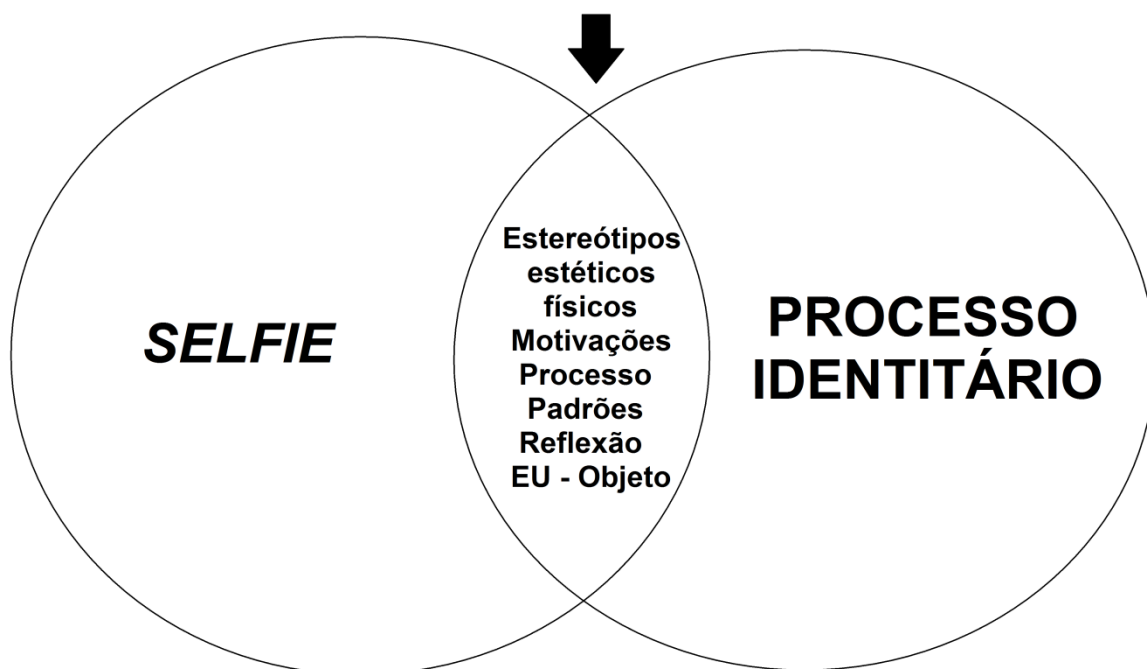 SELFIE
Estereótipos
estéticos
físicos
Motivações
Processo
Padrões
Reflexão
EU - Objeto
PROCESSO
IDENTITÁRIO